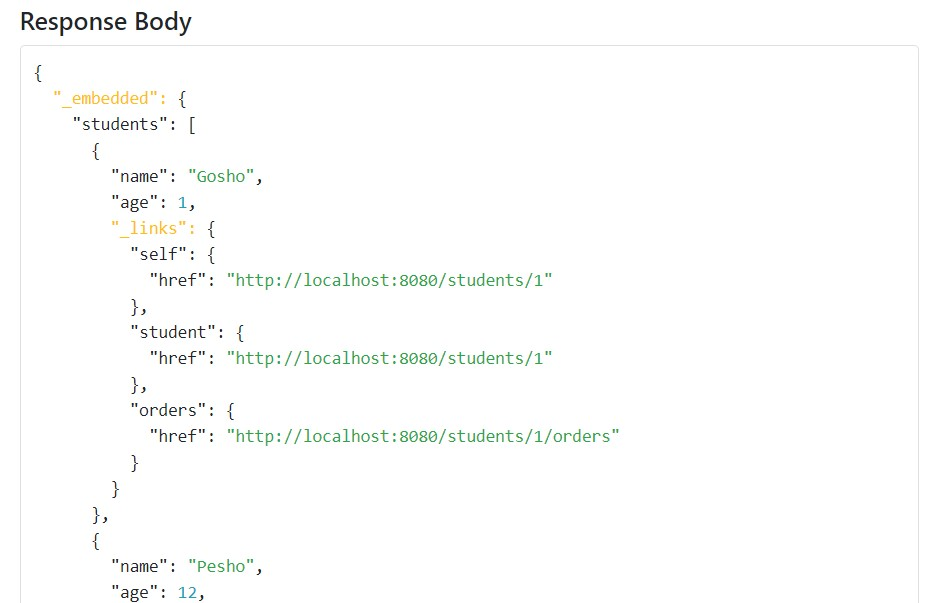 Response Body
{
  "_embedded": {
    "students": [
      {
        "name": "Gosho",
        "age": 1,
        "_links": {
          "self": {
            "href": "http://localhost:8080/students/1"
          },
          "student": {
            "href": "http://localhost:8080/students/1"
          },
          "orders": {
            "href": "http://localhost:8080/students/1/orders"
          }
        }
      },
      {
        "name": "Pesho",
        "age": 12,